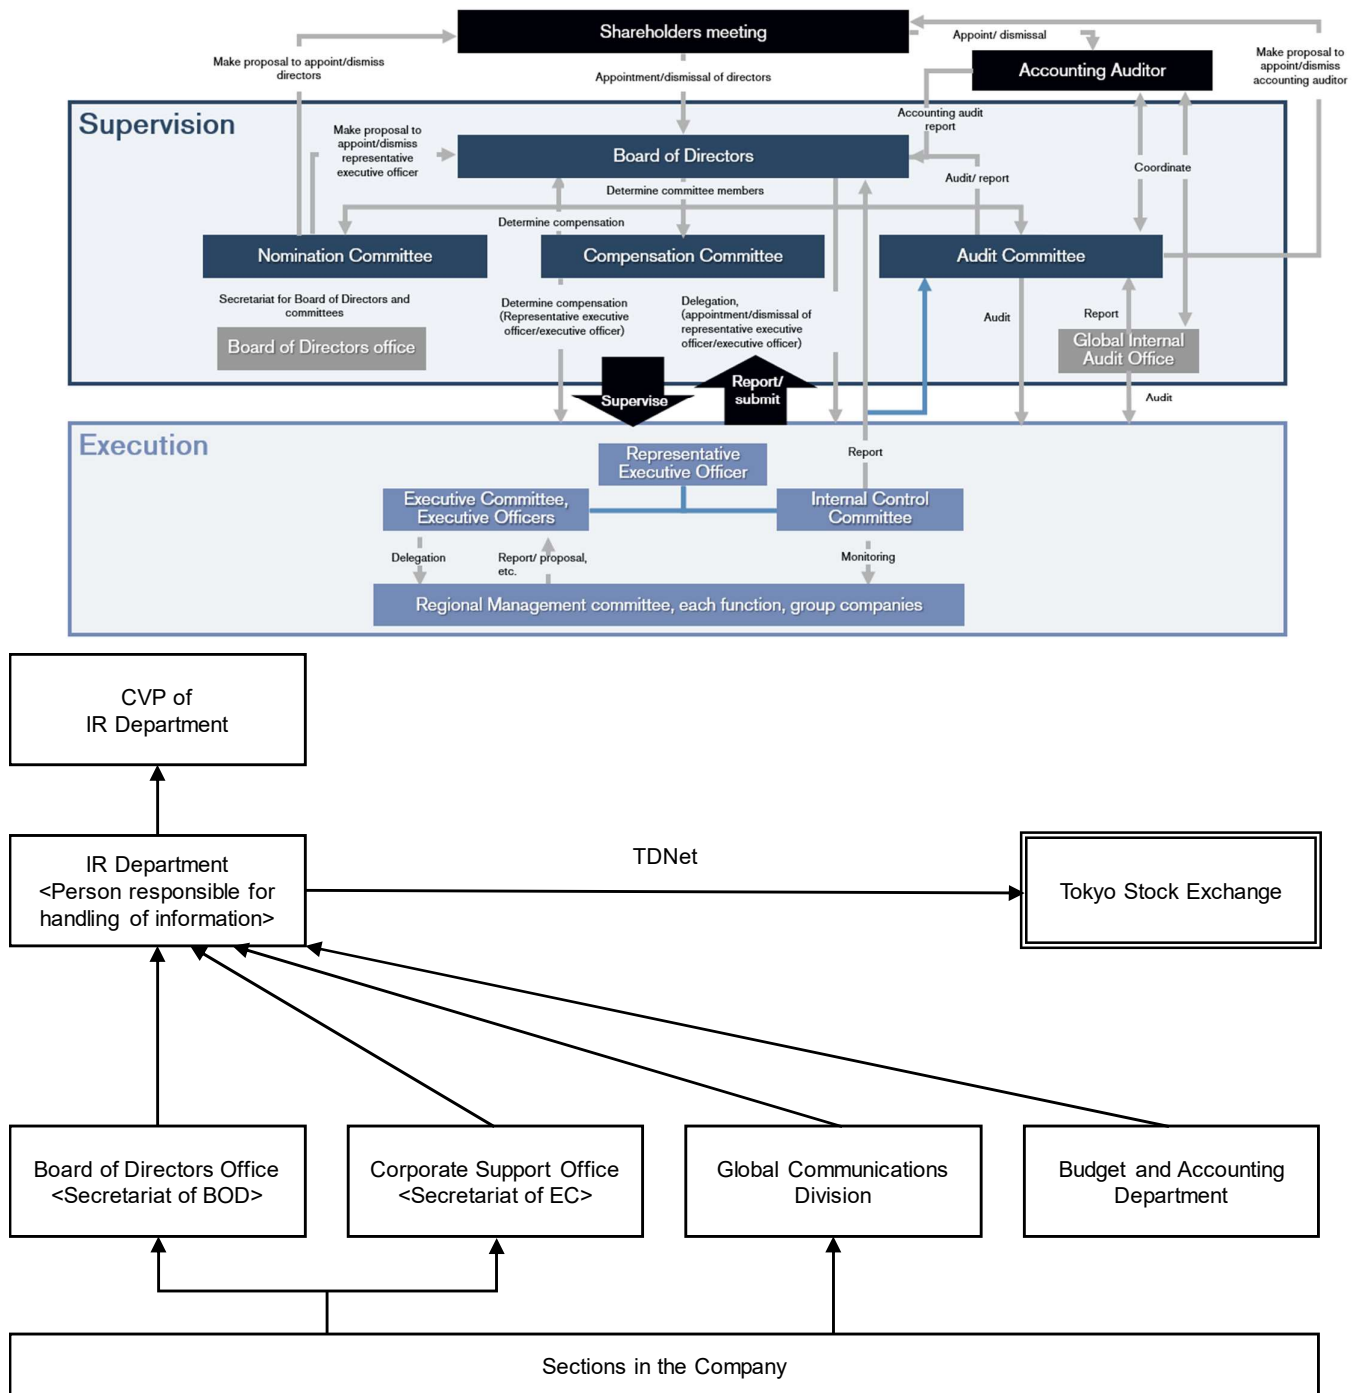 Shareholders meeting
Appoint/ dismissal
Make proposal to appoint/dismiss
directors
Appointment/dismissal of directors
Accounting Auditor
Make proposal to
appoint/dismiss
accounting auditor
Supervision
Make proposal to
appoint/dismiss
representative
executive officer
Board of Directors
Accounting audit
report
Determine committee members
Audit/ report
Coordinate
Determine compensation
Nomination Committee
Compensation Committee
Audit Committee
Secretariat for Board of Directors and
committees
Board of Directors office
Determine compensation
(Representative executive
officer/executive officer)
Delegation,
(appointment/dismissal of
representative executive
officer/executive officer)
Audit
Report
Global Internal
Audit Office
Supervise
Report/
submit
Audit
Execution
Representative
Executive Officer
Report
Executive Committee,
Executive Officers
Internal Control
Committee
Delegation
Report/ proposal,
etc.
Monitoring
Regional Management committee, each function, group companies
CVP of
IR Department
IR Department
<Person responsible for
handling of information>
TDNet
Tokyo Stock Exchange
Board of Directors Office
<Secretariat of BOD>
Corporate Support Office
<Secretariat of EC>
Global Communications
Division
Budget and Accounting
Department
Sections in the Company